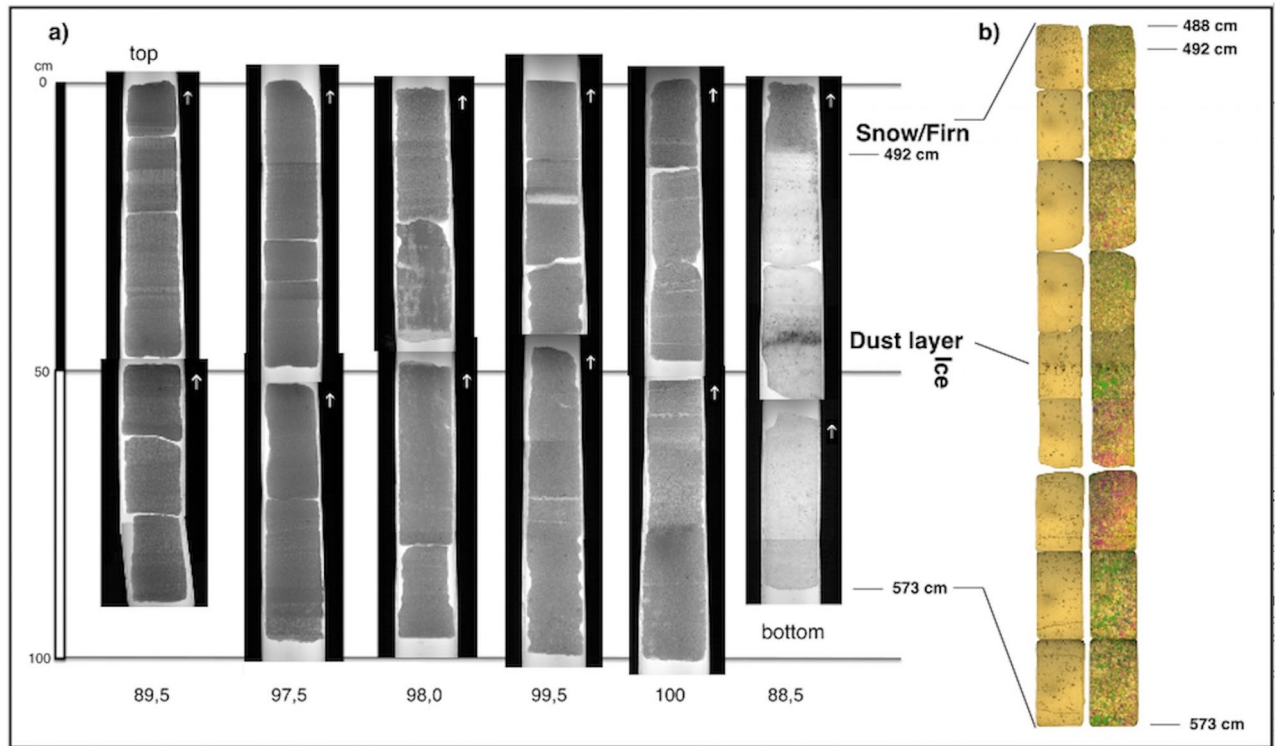 a)
top
cm
0
50
100
89,5
97,5
98,0
99,5
100
88,5
bottom
Snow/Firn
492 cm
Dust layer
Ice
573 cm
b)
488 cm
492 cm
573 cm